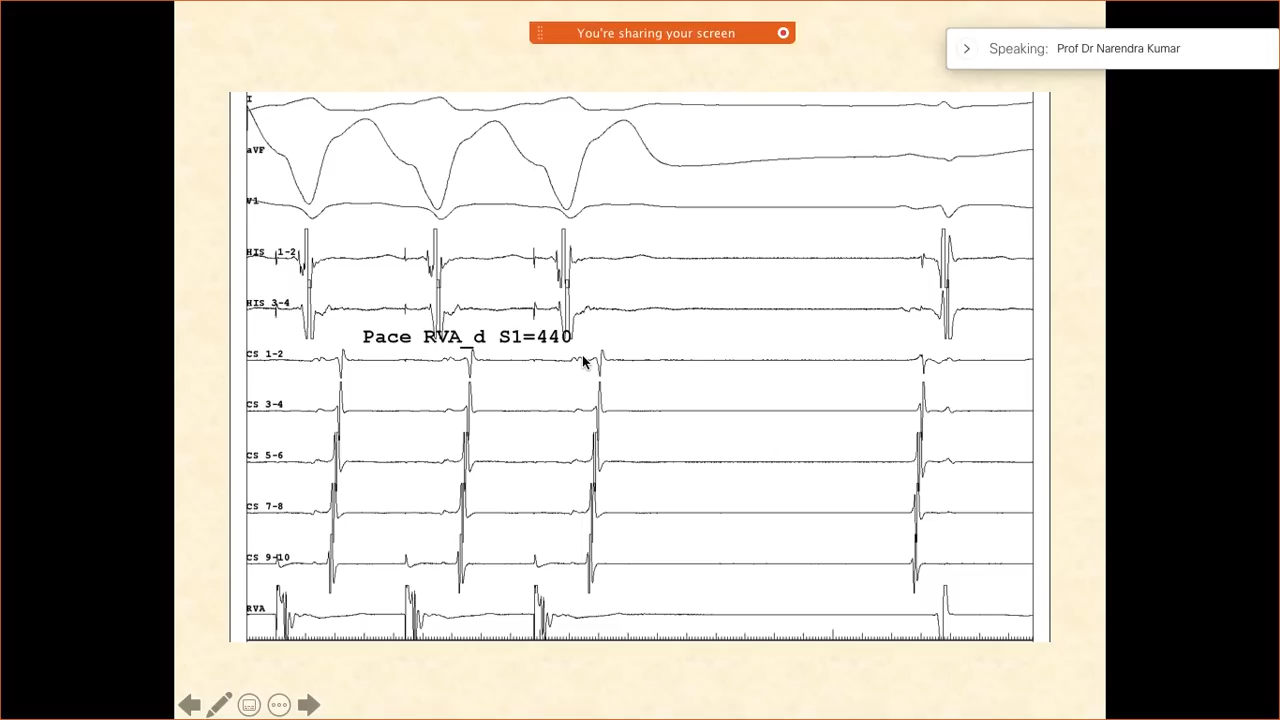 You're sharing your screen
Speaking: Prof Dr Narendra Kumar
I
aVF
V1
HIS 1-2
HIS 3-4
Pace RVA_d S1=440
CS 1-2
CS 3-4
CS 5-6
CS 7-8
CS 9-10
RVA